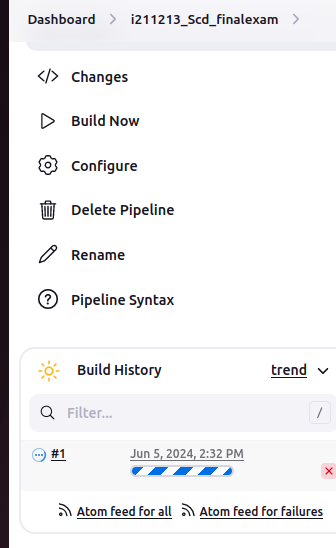 Dashboard > i211213_Scd_finalexam >
Changes
Build Now
Configure
Delete Pipeline
Rename
Pipeline Syntax
Build History trend
Filter... /
#1 Jun 5, 2024, 2:32 PM
Atom feed for all Atom feed for failures